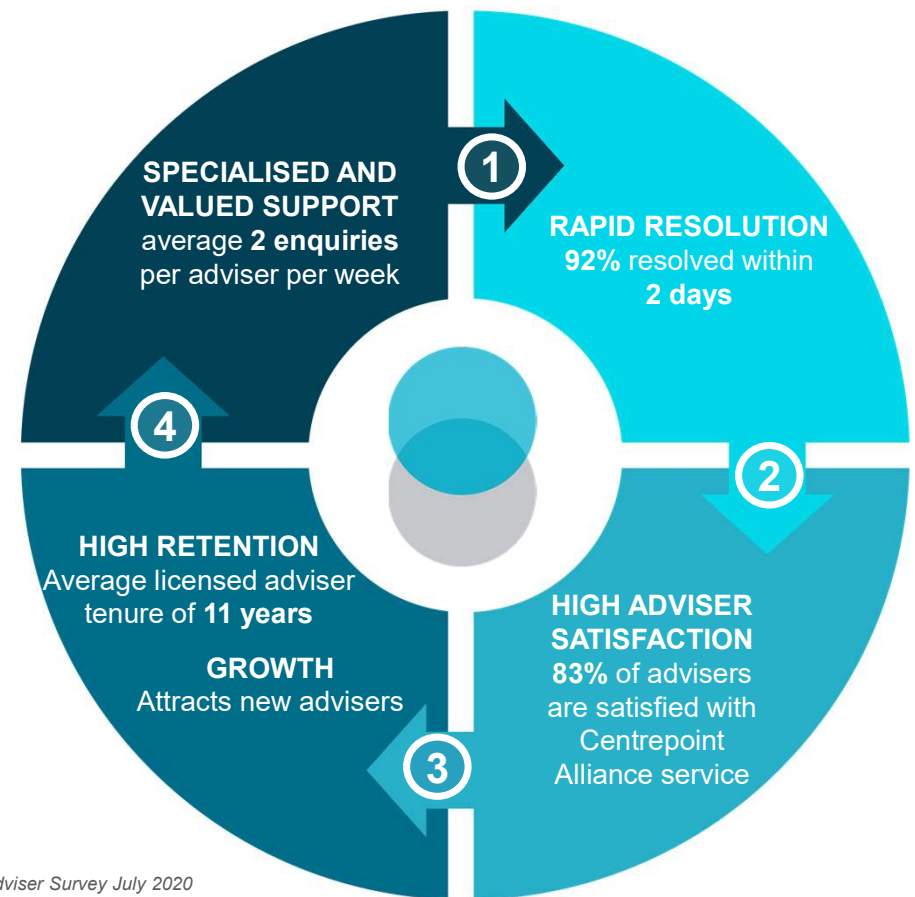 SPECIALISED AND
VALUED SUPPORT
average 2 enquiries
per adviser per week
1
RAPID RESOLUTION
92% resolved within
2 days
2
HIGH ADVISER
SATISFACTION
83% of advisers
are satisfied with
Centrepoint
Alliance service
3
HIGH RETENTION
Average licensed adviser
tenure of 11 years
GROWTH
Attracts new advisers
4
Survey July 2020